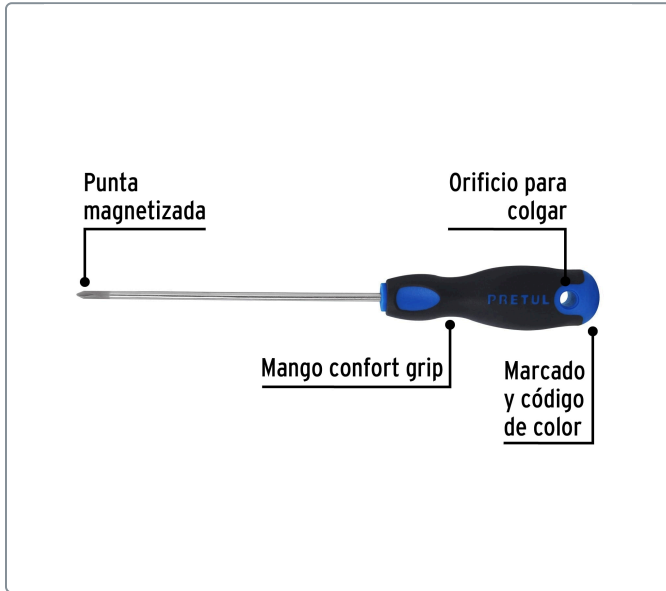 Punta
magnetizada
Orificio para
colgar
PRETUL
Mango confort grip
Marcado
y código
de color